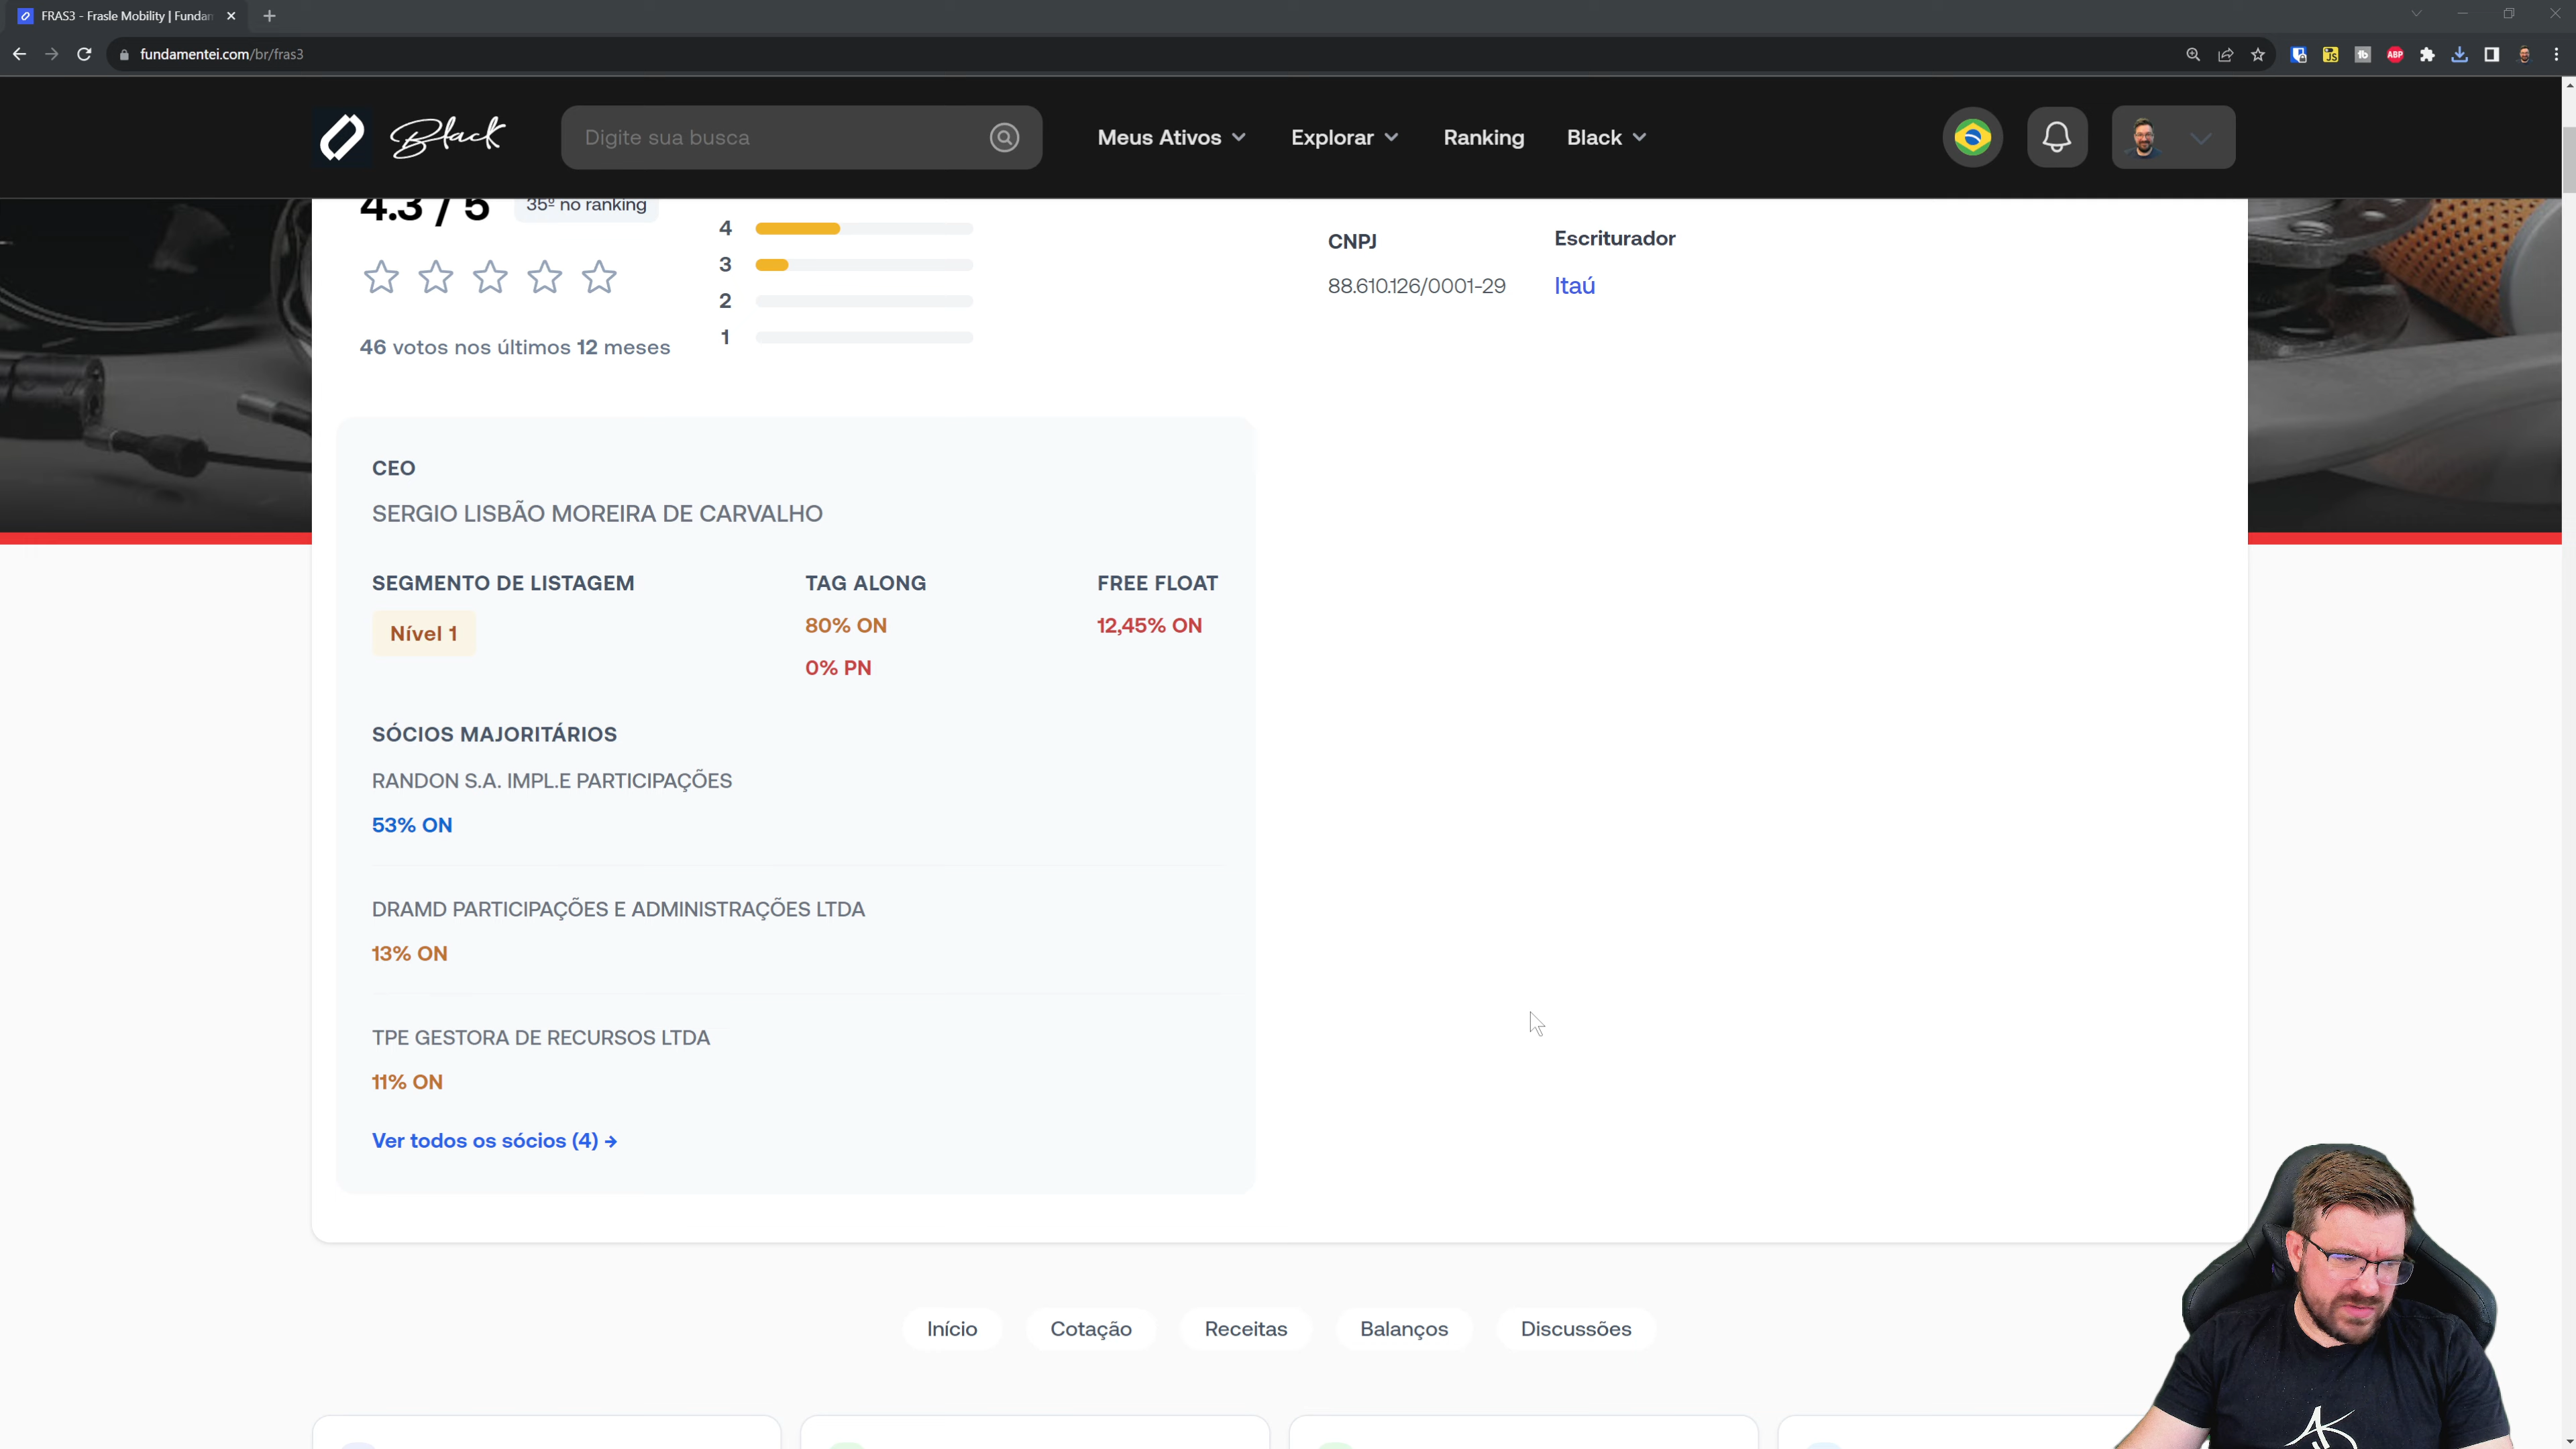 FRAS3 - Frasle Mobility | Fundan
fundamentei.com/br/fras3
Black
Digite sua busca
Meus Ativos
Explorar
Ranking
Black
4.3 / 5
35º no ranking
4
3
2
1
46 votos nos últimos 12 meses
CNPJ
88.610.126/0001-29
Escriturador
Itaú
CEO
SERGIO LISBÃO MOREIRA DE CARVALHO
SEGMENTO DE LISTAGEM
Nível 1
TAG ALONG
80% ON
0% PN
FREE FLOAT
12,45% ON
SÓCIOS MAJORITÁRIOS
RANDON S.A. IMPL.E PARTICIPAÇÕES
53% ON
DRAMD PARTICIPAÇÕES E ADMINISTRAÇÕES LTDA
13% ON
TPE GESTORA DE RECURSOS LTDA
11% ON
Ver todos os sócios (4) →
Início
Cotação
Receitas
Balanços
Discussões